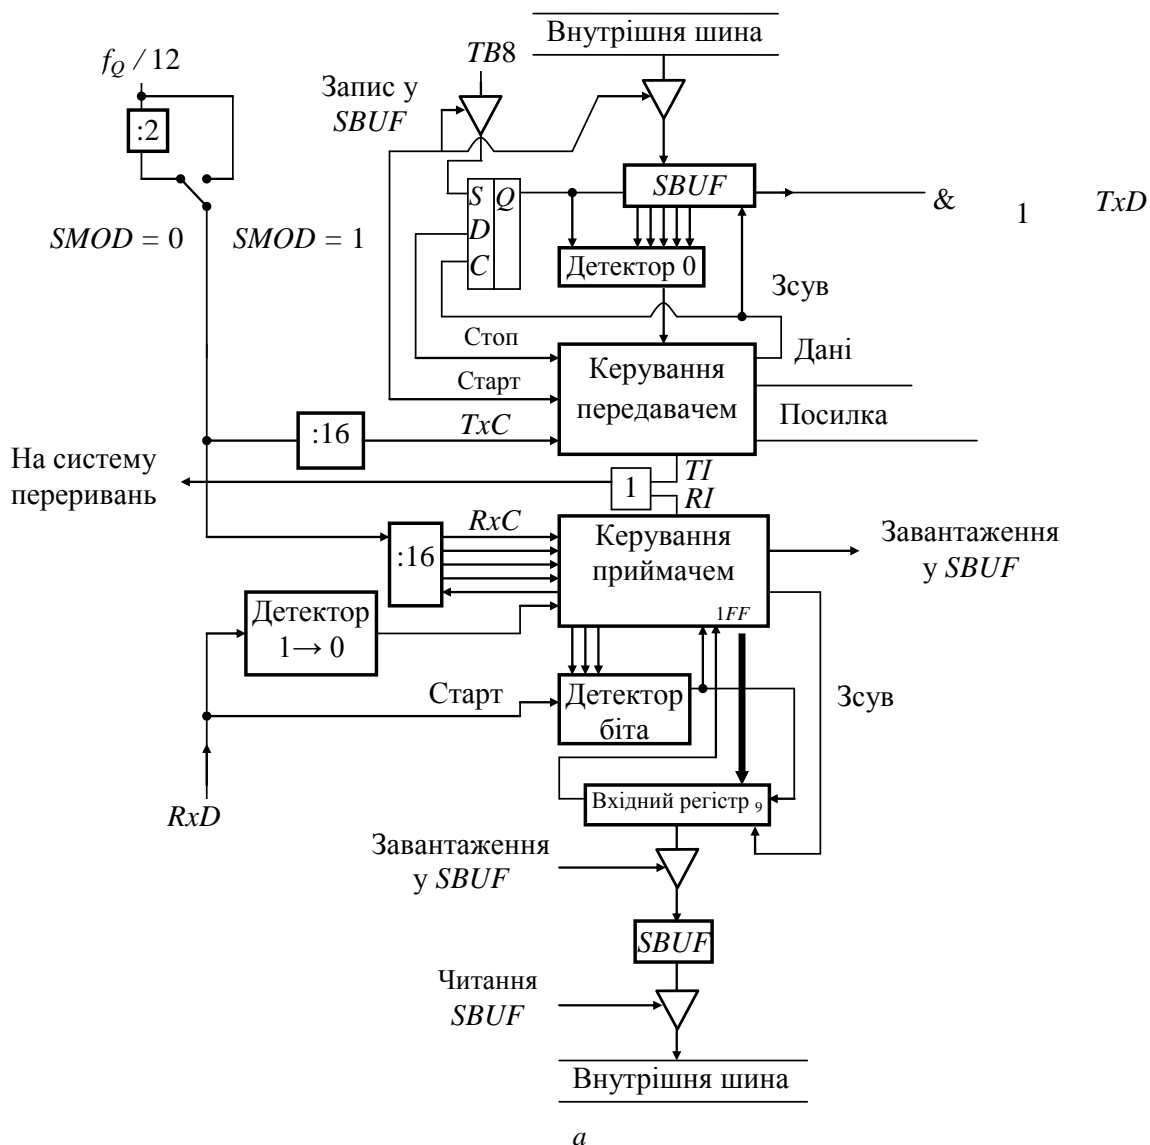 Внутрішня шина
f_Q / 12
TB8
Запис у
SBUF
:2
SBUF
S Q
D
C
&
1
TxD
SMOD = 0
SMOD = 1
Детектор 0
Зсув
Стоп
Дані
Керування
передавачем
Старт
Посилка
:16
TxC
На систему
переривань
TI
1
RI
RxC
Керування
приймачем
Завантаження
у SBUF
:16
1FF
Детектор
1→ 0
Старт
Детектор
біта
Зсув
RxD
Вхідний регістр 9
Завантаження
у SBUF
SBUF
Читання
SBUF
Внутрішня шина
а